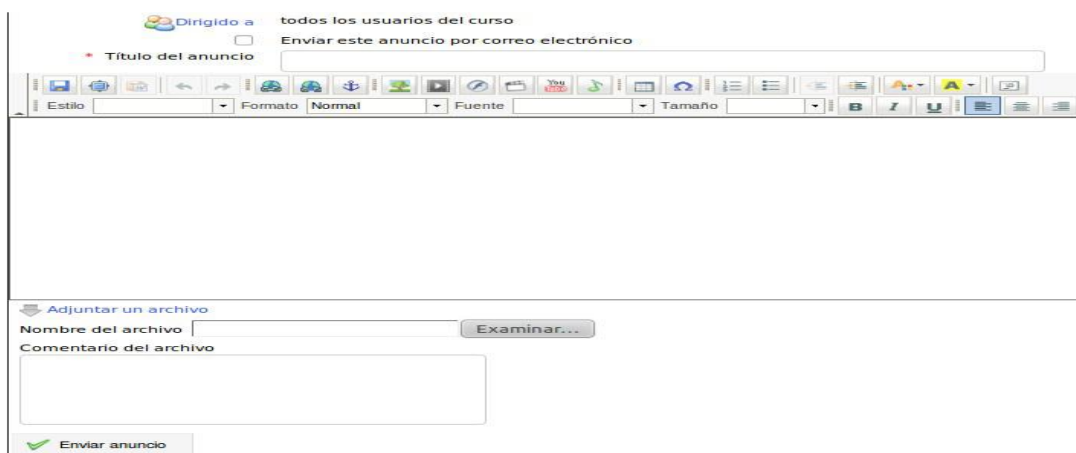 Dirigido a todos los usuarios del curso
Enviar este anuncio por correo electrónico
* Título del anuncio
You
Estilo Formato Normal Fuente Tamaño B I U
Adjuntar un archivo
Nombre del archivo Examinar...
Comentario del archivo
Enviar anuncio